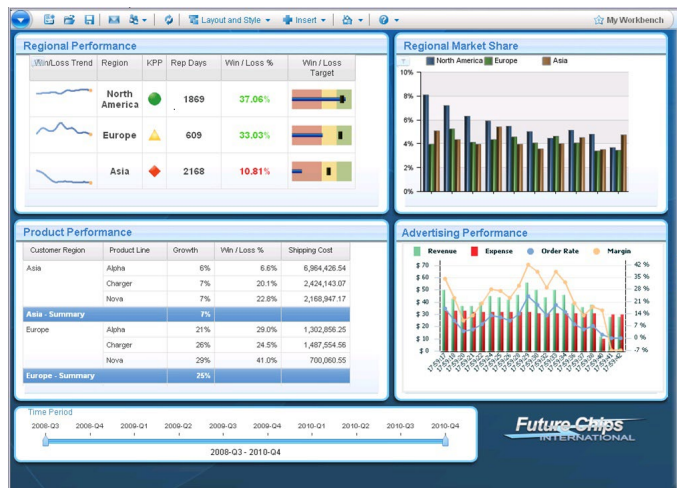 Layout and Style Insert My Workbench
Regional Performance
Win/Loss Trend Region KPP Rep Days Win / Loss % Win / Loss Target
North America 1869 37.06%
Europe 609 33.03%
Asia 2168 10.81%
Regional Market Share
North America Europe Asia
10%
8%
6%
4%
2%
0%
Product Performance
Customer Region Product Line Growth Win / Loss % Shipping Cost
Asia Alpha 6% 6.6% 6,964,426.54
Charger 7% 20.1% 2,424,143.07
Nova 7% 22.8% 2,168,947.17
Asia - Summary 7%
Europe Alpha 21% 29.0% 1,302,856.25
Charger 26% 24.5% 1,487,554.56
Nova 29% 41.0% 700,060.55
Europe - Summary 25%
Advertising Performance
Revenue Expense Order Rate Margin
$ 70 42 %
$ 60 35 %
$ 50 28 %
$ 40 21 %
$ 30 14 %
$ 20 7 %
$ 10 0 %
$ 0 -7 %
Time Period
2008-Q3 2008-Q4 2009-Q1 2009-Q2 2009-Q3 2009-Q4 2010-Q1 2010-Q2 2010-Q3 2010-Q4
2008-Q3 - 2010-Q4
Future Chips
INTERNATIONAL